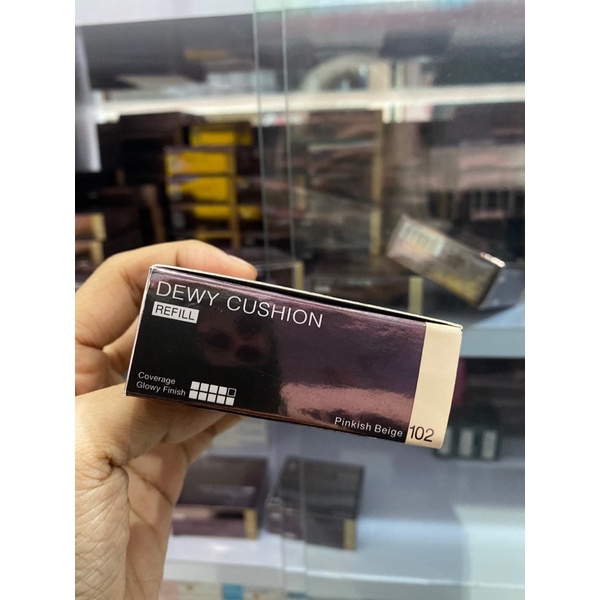 DEWY CUSHION
REFILL
Coverage
Glowy Finish
Pinkish Beige 102